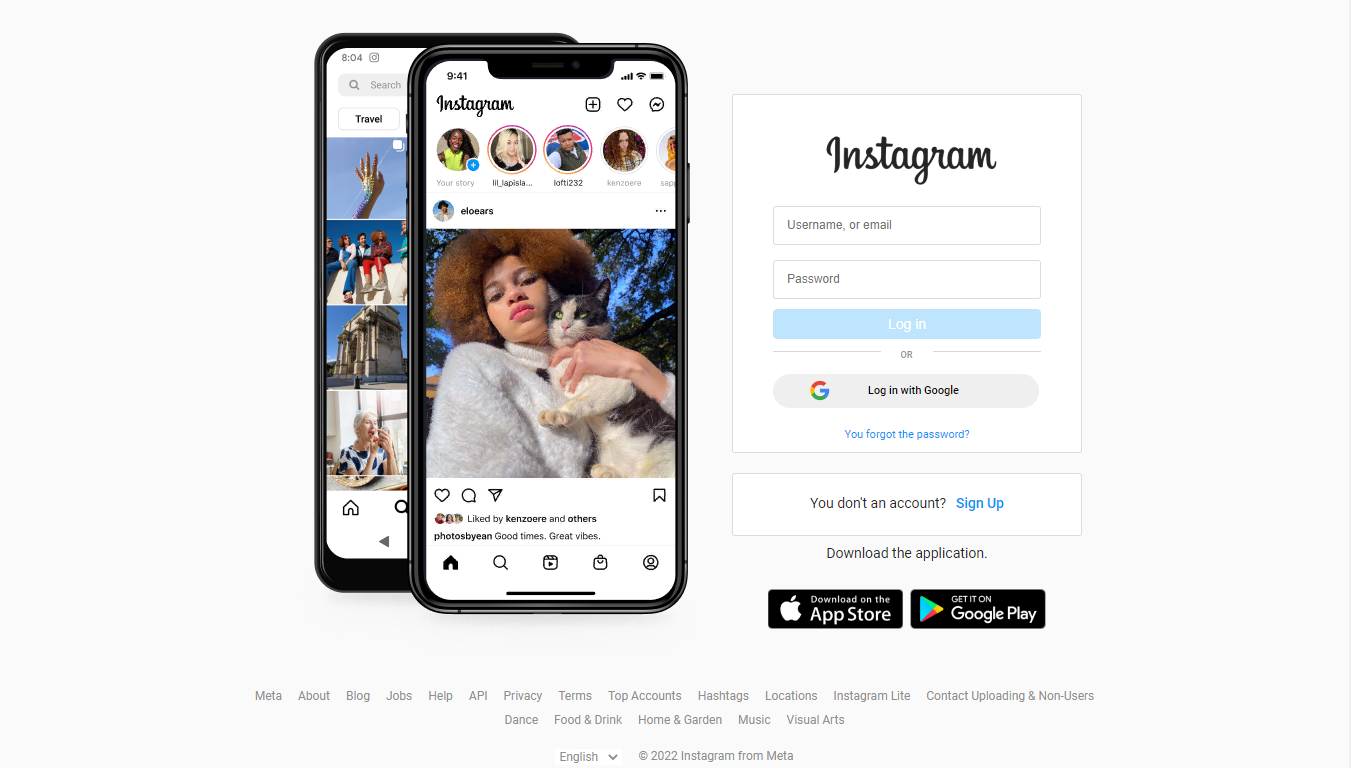 8:04
Search
Travel
9:41
Instagram
Your story
lil_lapisla...
lofti232
kenzoere
sapp
eloears
Liked by kenzoere and others
photosbyean Good times. Great vibes.
Instagram
Username, or email
Password
Log in
OR
Log in with Google
You forgot the password?
You don't an account? Sign Up
Download the application.
Download on the
App Store
GET IT ON
Google Play
Meta About Blog Jobs Help API Privacy Terms Top Accounts Hashtags Locations Instagram Lite Contact Uploading & Non-Users
Dance Food & Drink Home & Garden Music Visual Arts
English © 2022 Instagram from Meta